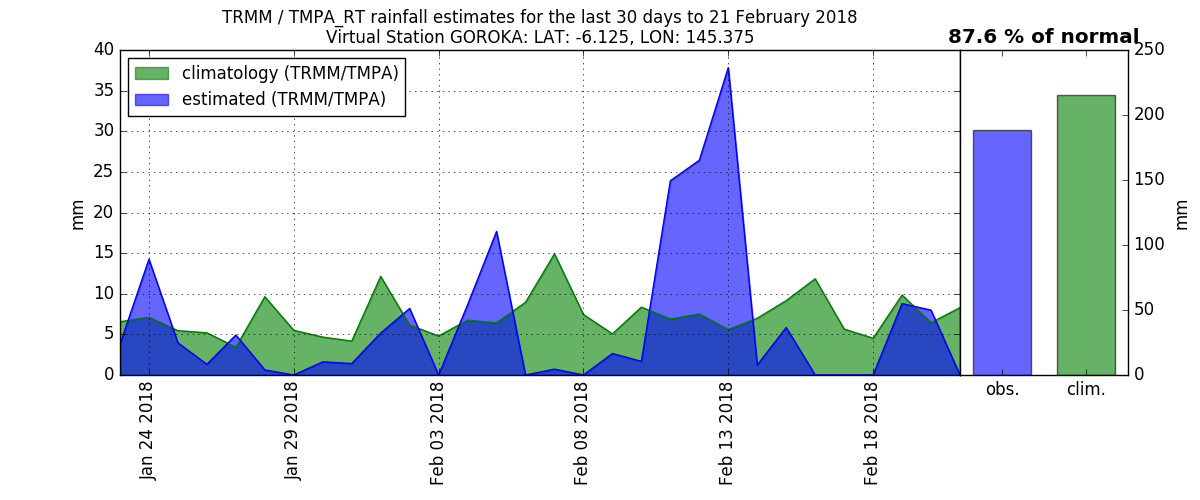 TRMM / TMPA_RT rainfall estimates for the last 30 days to 21 February 2018
Virtual Station GOROKA: LAT: -6.125, LON: 145.375
87.6 % of normal
climatology (TRMM/TMPA)
estimated (TRMM/TMPA)
40
35
30
25
20
15
10
5
0
mm
Jan 24 2018
Jan 29 2018
Feb 03 2018
Feb 08 2018
Feb 13 2018
Feb 18 2018
250
200
150
100
50
0
mm
obs.
clim.